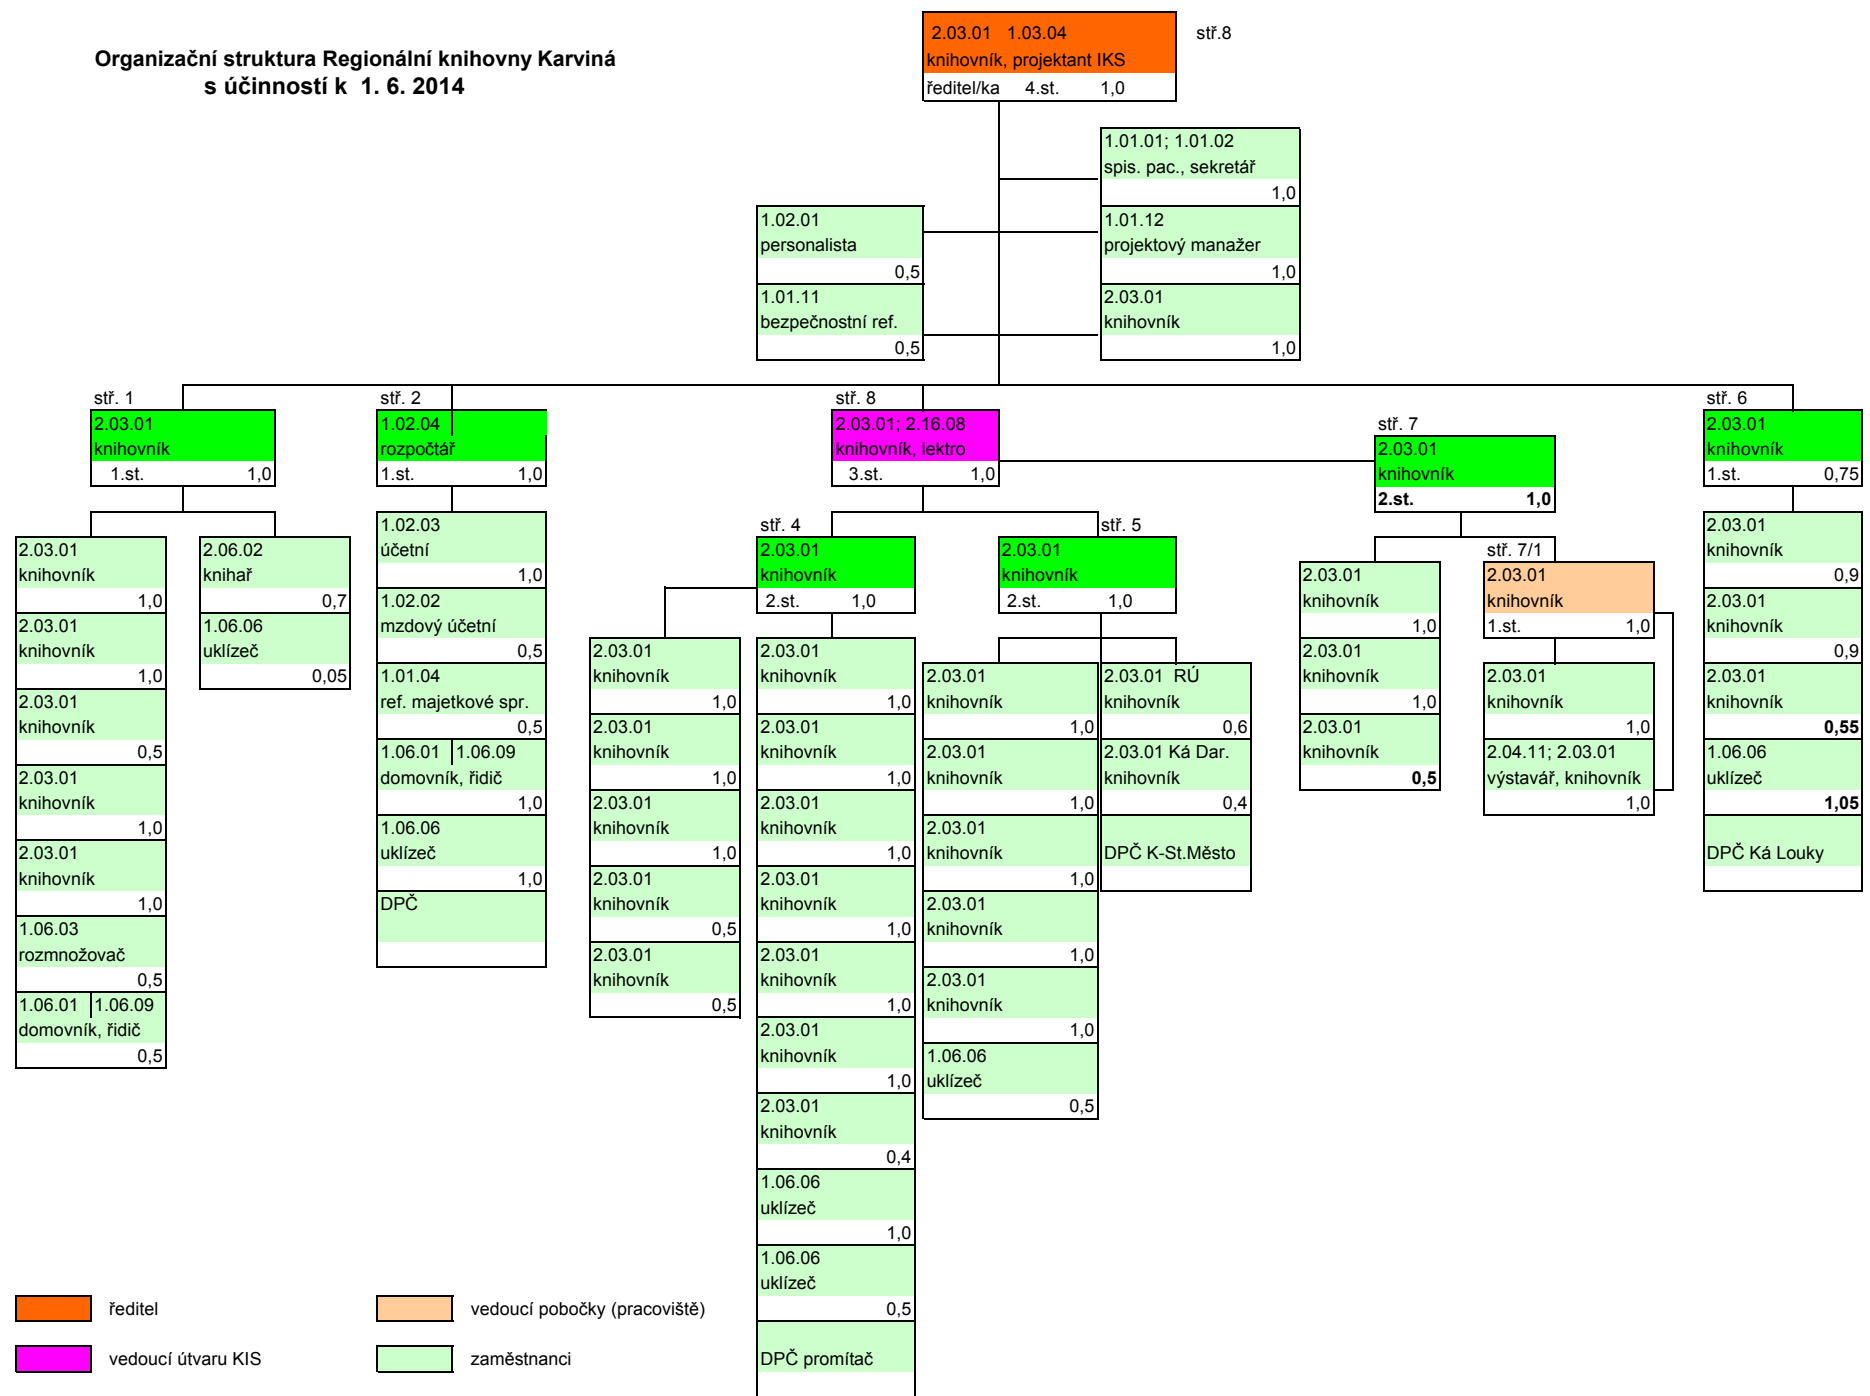 Organizační struktura Regionální knihovny Karviná
s účinností k 1. 6. 2014
2.03.01 1.03.04
knihovník, projektant IKS
ředitel/ka 4.st. 1,0
stř.8
1.01.01; 1.01.02
spis. pac., sekretář
1,0
1.02.01
personalista
0,5
1.01.12
projektový manažer
1,0
1.01.11
bezpečnostní ref.
0,5
2.03.01
knihovník
1,0
stř. 1
2.03.01
knihovník
1.st. 1,0
2.03.01
knihovník
1,0
2.03.01
knihovník
1,0
2.03.01
knihovník
0,5
2.03.01
knihovník
1,0
2.03.01
knihovník
1,0
1.06.03
rozmnožovač
0,5
1.06.01 1.06.09
domovník, řidič
0,5
2.06.02
knihař
0,7
1.06.06
uklízeč
0,05
stř. 2
1.02.04
rozpočtář
1.st. 1,0
1.02.03
účetní
1,0
1.02.02
mzdový účetní
0,5
1.01.04
ref. majetkové spr.
0,5
1.06.01 1.06.09
domovník, řidič
1,0
1.06.06
uklízeč
1,0
DPČ
stř. 8
2.03.01; 2.16.08
knihovník, lektro
3.st. 1,0
stř. 4
2.03.01
knihovník
2.st. 1,0
2.03.01
knihovník
1,0
2.03.01
knihovník
1,0
2.03.01
knihovník
1,0
2.03.01
knihovník
0,5
2.03.01
knihovník
0,5
2.03.01
knihovník
1,0
2.03.01
knihovník
1,0
2.03.01
knihovník
1,0
2.03.01
knihovník
1,0
2.03.01
knihovník
1,0
2.03.01
knihovník
1,0
2.03.01
knihovník
0,4
1.06.06
uklízeč
1,0
1.06.06
uklízeč
0,5
DPČ promítač
stř. 5
2.03.01
knihovník
2.st. 1,0
2.03.01
knihovník
1,0
2.03.01
knihovník
1,0
2.03.01
knihovník
1,0
2.03.01
knihovník
1,0
2.03.01
knihovník
1,0
1.06.06
uklízeč
0,5
2.03.01 RÚ
knihovník
0,6
2.03.01 Ká Dar.
knihovník
0,4
DPČ K-St.Město
stř. 7
2.03.01
knihovník
2.st. 1,0
2.03.01
knihovník
1,0
2.03.01
knihovník
1,0
2.03.01
knihovník
0,5
stř. 7/1
2.03.01
knihovník
1.st. 1,0
2.03.01
knihovník
1,0
2.04.11; 2.03.01
výstavář, knihovník
1,0
stř. 6
2.03.01
knihovník
1.st. 0,75
2.03.01
knihovník
0,9
2.03.01
knihovník
0,9
2.03.01
knihovník
0,55
1.06.06
uklízeč
1,05
DPČ Ká Louky
ředitel
vedoucí pobočky (pracoviště)
vedoucí útvaru KIS
zaměstnanci